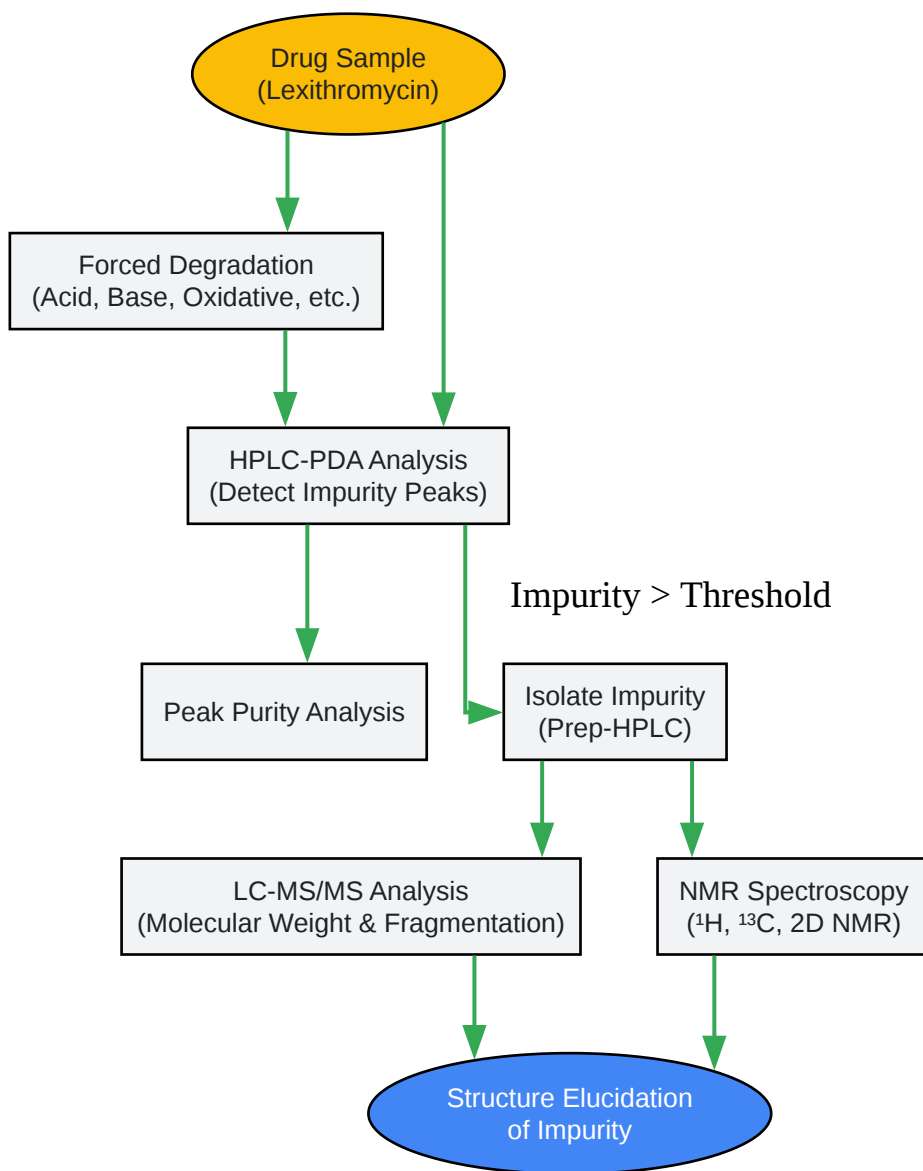 Drug Sample
(Lexithromycin)
Forced Degradation
(Acid, Base, Oxidative, etc.)
HPLC-PDA Analysis
(Detect Impurity Peaks)
Impurity > Threshold
Peak Purity Analysis
Isolate Impurity
(Prep-HPLC)
LC-MS/MS Analysis
(Molecular Weight & Fragmentation)
NMR Spectroscopy
(¹H, ¹³C, 2D NMR)
Structure Elucidation
of Impurity